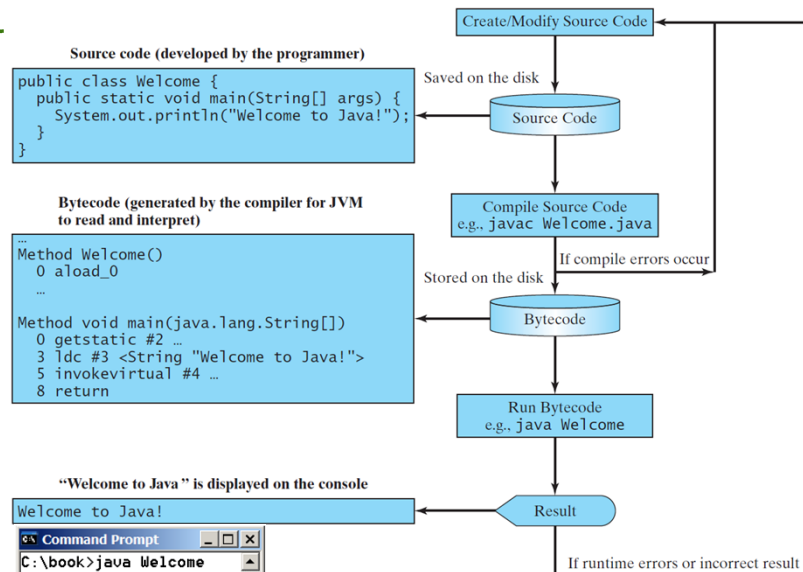 Create/Modify Source Code
Source code (developed by the programmer)
public class Welcome {
  public static void main(String[] args) {
    System.out.println("Welcome to Java!");
  }
}
Saved on the disk
Source Code
Compile Source Code
e.g., javac Welcome.java
If compile errors occur
Stored on the disk
Bytecode (generated by the compiler for JVM
to read and interpret)
…
Method Welcome()
  0 aload_0
  …
Method void main(java.lang.String[])
  0 getstatic #2 …
  3 ldc #3 <String "Welcome to Java!">
  5 invokevirtual #4 …
  8 return
Bytecode
Run Bytecode
e.g., java Welcome
“Welcome to Java” is displayed on the console
Welcome to Java!
Result
Command Prompt
C:\book>java Welcome
If runtime errors or incorrect result